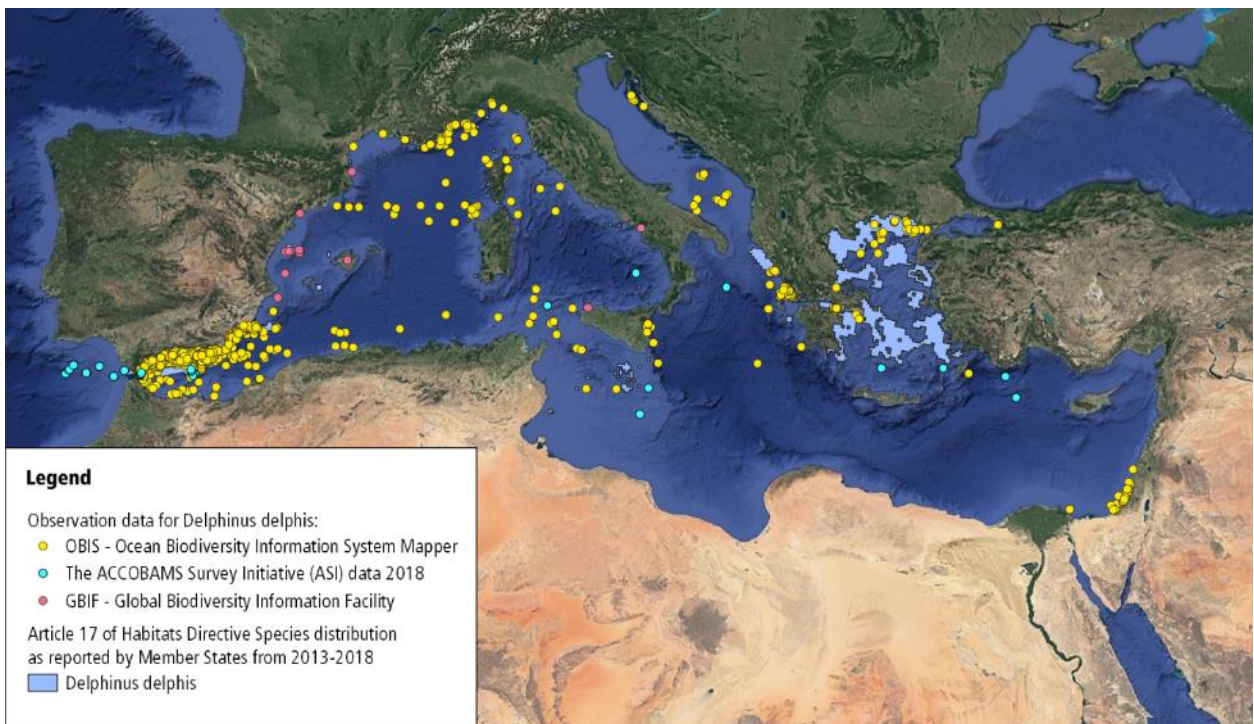 Legend
Observation data for Delphinus delphis:
OBIS - Ocean Biodiversity Information System Mapper
The ACCOBAMS Survey Initiative (ASI) data 2018
GBIF - Global Biodiversity Information Facility
Article 17 of Habitats Directive Species distribution
as reported by Member States from 2013-2018
Delphinus delphis